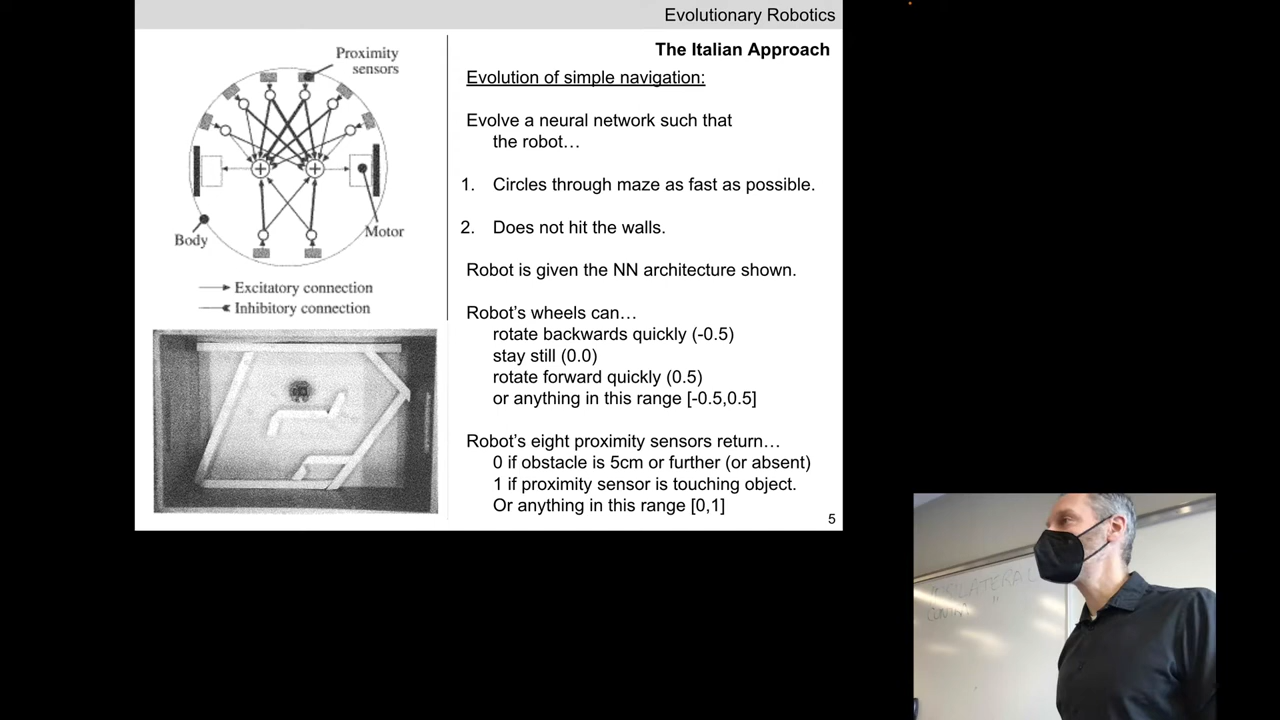 Evolutionary Robotics
The Italian Approach
Proximity
sensors
Body
Motor
Excitatory connection
Inhibitory connection
Evolution of simple navigation:
Evolve a neural network such that
the robot…
1. Circles through maze as fast as possible.
2. Does not hit the walls.
Robot is given the NN architecture shown.
Robot's wheels can…
rotate backwards quickly (-0.5)
stay still (0.0)
rotate forward quickly (0.5)
or anything in this range [-0.5,0.5]
Robot's eight proximity sensors return…
0 if obstacle is 5cm or further (or absent)
1 if proximity sensor is touching object.
Or anything in this range [0,1]
5